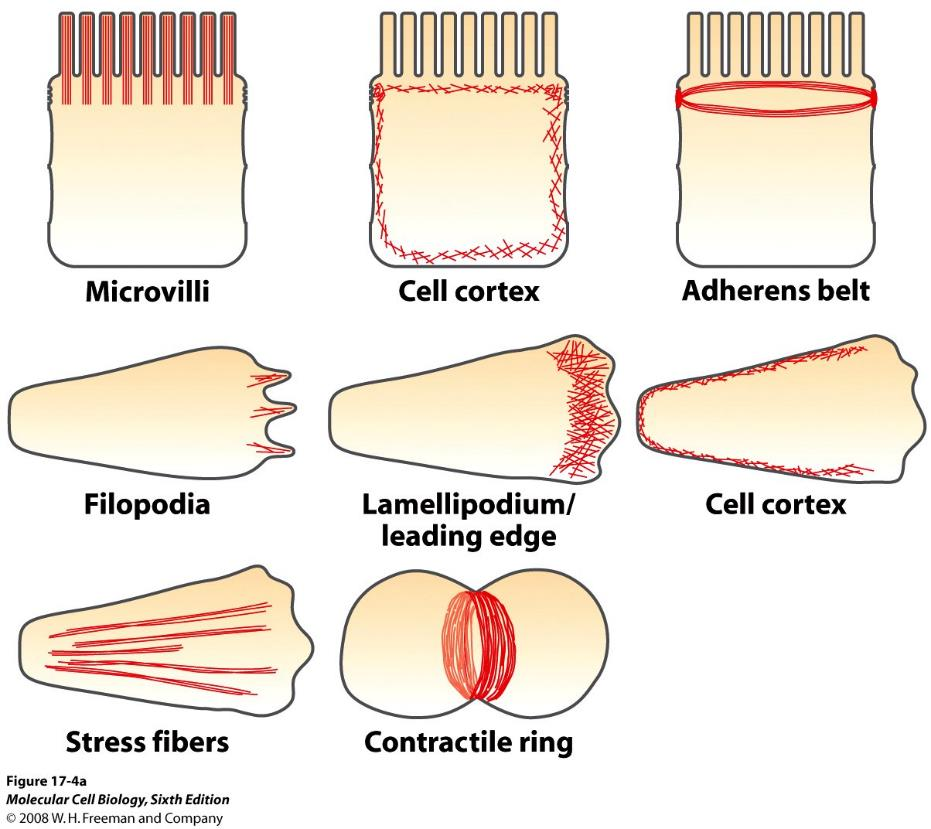 Microvilli
Cell cortex
Adherens belt
Filopodia
Lamellipodium/
leading edge
Cell cortex
Stress fibers
Contractile ring
Figure 17-4a
Molecular Cell Biology, Sixth Edition
© 2008 W. H. Freeman and Company